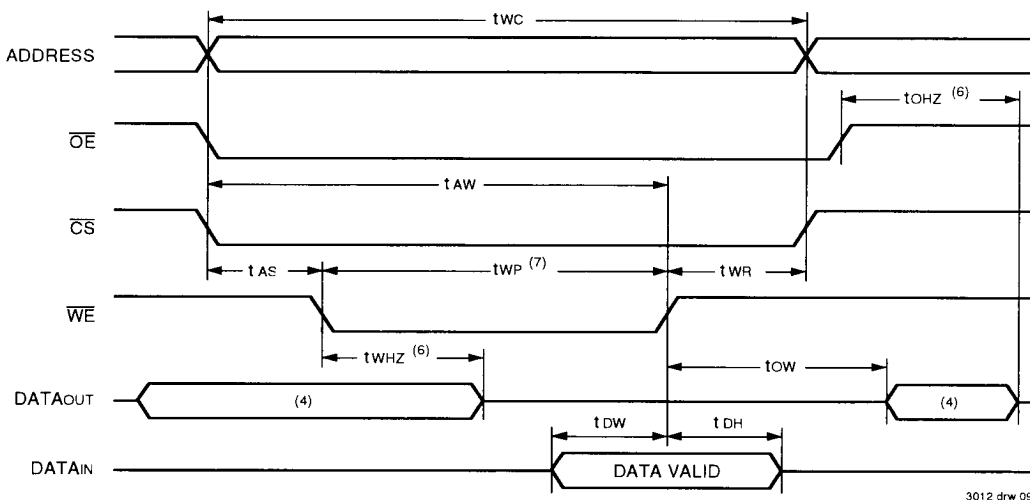 tWC
ADDRESS
tOHZ (6)
OE
tAW
CS
tAS
tWP (7)
tWR
WE
tWHZ (6)
tOW
DATAOUT
(4)
(4)
tDW
tDH
DATAIN
DATA VALID
3012 drw 09